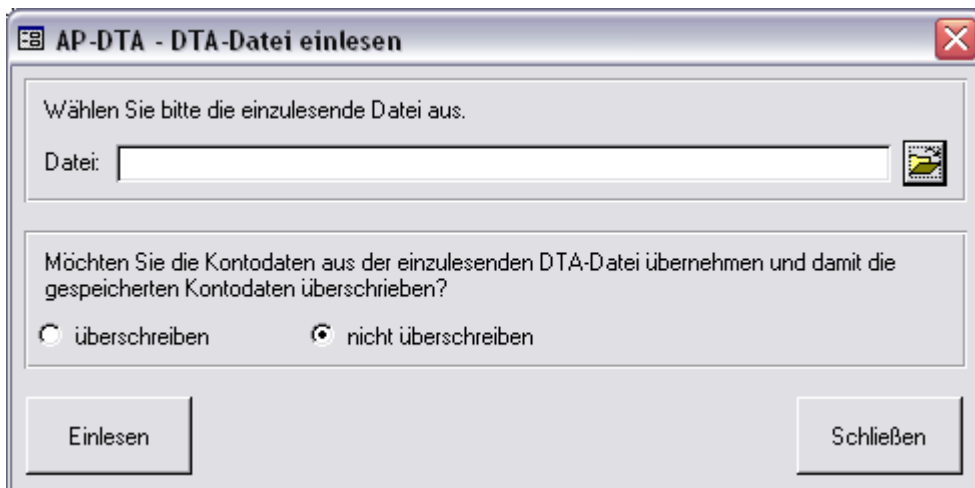 AP-DTA - DTA-Datei einlesen
Wählen Sie bitte die einzulesende Datei aus.
Datei:
Möchten Sie die Kontodaten aus der einzulesenden DTA-Datei übernehmen und damit die
gespeicherten Kontodaten überschrieben?
überschreiben nicht überschreiben
Einlesen Schließen